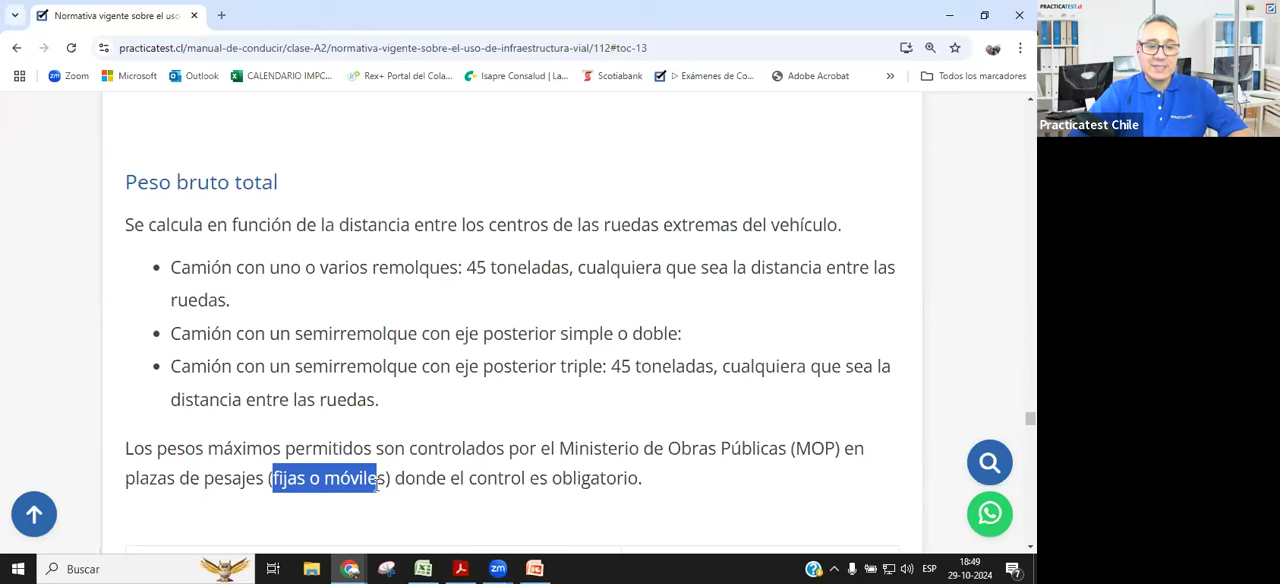 Normativa vigente sobre el uso
practicatest.cl/manual-de-conducir/clase-A2/normativa-vigente-sobre-el-uso-de-infraestructura-vial/112#toc-13
Zoom
Microsoft
Outlook
CALENDARIO IMPC...
Rex+ Portal del Cola...
Isapre Consalud | La...
Scotiabank
Exámenes de Co...
Adobe Acrobat
»
Todos los marcadores
PRACTICATEST.cl
Practicatest Chile
Peso bruto total
Se calcula en función de la distancia entre los centros de las ruedas extremas del vehículo.
• Camión con uno o varios remolques: 45 toneladas, cualquiera que sea la distancia entre las
ruedas.
• Camión con un semirremolque con eje posterior simple o doble:
• Camión con un semirremolque con eje posterior triple: 45 toneladas, cualquiera que sea la
distancia entre las ruedas.
Los pesos máximos permitidos son controlados por el Ministerio de Obras Públicas (MOP) en
plazas de pesajes (fijas o móviles) donde el control es obligatorio.
Buscar
zm
ESP
18:49
29-10-2024